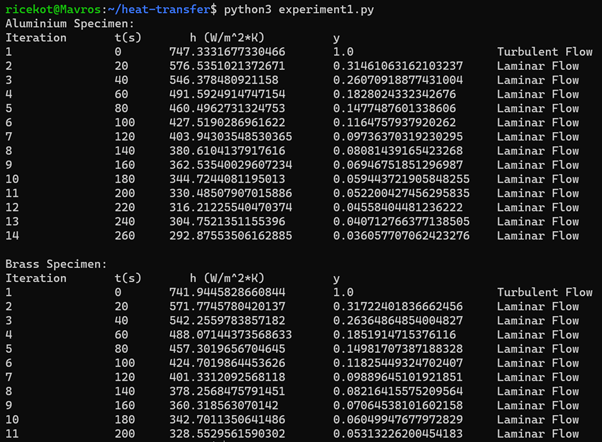 ricekot@Mavros:~/heat-transfer$ python3 experiment1.py
Aluminium Specimen:
Iteration t(s) h (W/m^2*K) y
1 0 747.3331677330466 1.0 Turbulent Flow
2 20 576.5351021372671 0.31461063162103237 Laminar Flow
3 40 546.378480921158 0.26070918877431004 Laminar Flow
4 60 491.5924914747154 0.1828024332342676 Laminar Flow
5 80 460.4962731324753 0.1477487601338606 Laminar Flow
6 100 427.5190286961622 0.1164757937920262 Laminar Flow
7 120 403.94303548530365 0.09736370319230295 Laminar Flow
8 140 380.6104137917616 0.08081439165423268 Laminar Flow
9 160 362.53540029607234 0.06946751851296987 Laminar Flow
10 180 344.7244081195013 0.059443721905848255 Laminar Flow
11 200 330.48507907015886 0.052200427456295835 Laminar Flow
12 220 316.21225540470374 0.04558404481236222 Laminar Flow
13 240 304.7521351155396 0.040712766377138505 Laminar Flow
14 260 292.87553506162885 0.036057707062423276 Laminar Flow
Brass Specimen:
Iteration t(s) h (W/m^2*K) y
1 0 741.9445828660844 1.0 Turbulent Flow
2 20 571.7745780420137 0.31722401836662456 Laminar Flow
3 40 542.2559783857182 0.26364864854004827 Laminar Flow
4 60 488.07144373568633 0.1851914715376116 Laminar Flow
5 80 457.3019656704645 0.14981707387188328 Laminar Flow
6 100 424.7019864453626 0.11825449324702407 Laminar Flow
7 120 401.3312092568118 0.09889645101921851 Laminar Flow
8 140 378.2568475791451 0.08216415575209564 Laminar Flow
9 160 360.318563070142 0.07064538101602158 Laminar Flow
10 180 342.7011350641486 0.06049947677972829 Laminar Flow
11 200 328.5529561590302 0.05313226200454183 Laminar Flow